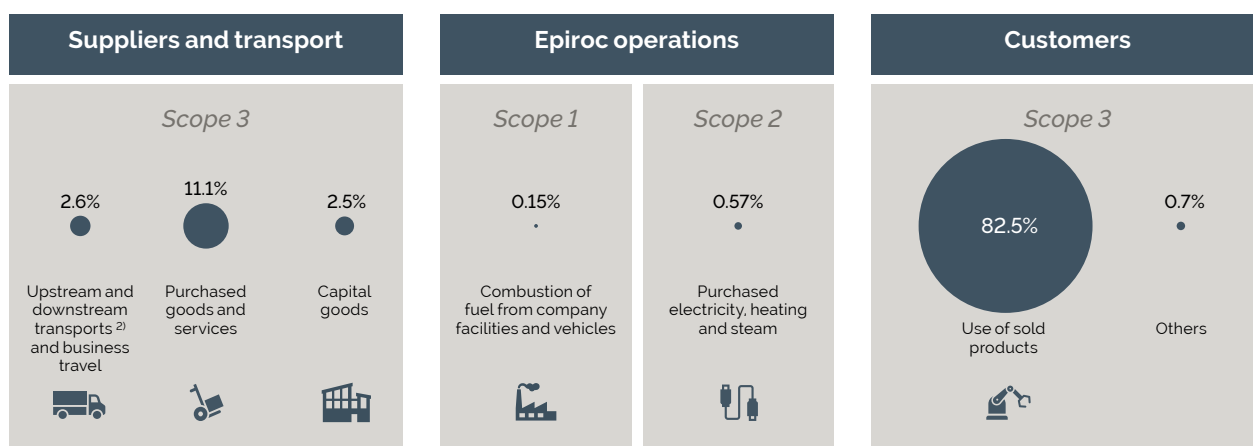 Suppliers and transport
Scope 3
2.6%
Upstream and
downstream
transports 2)
and business
travel
11.1%
Purchased
goods and
services
2.5%
Capital
goods
Epiroc operations
Scope 1
0.15%
Combustion of
fuel from company
facilities and vehicles
Scope 2
0.57%
Purchased
electricity, heating
and steam
Customers
Scope 3
82.5%
Use of sold
products
0.7%
Others